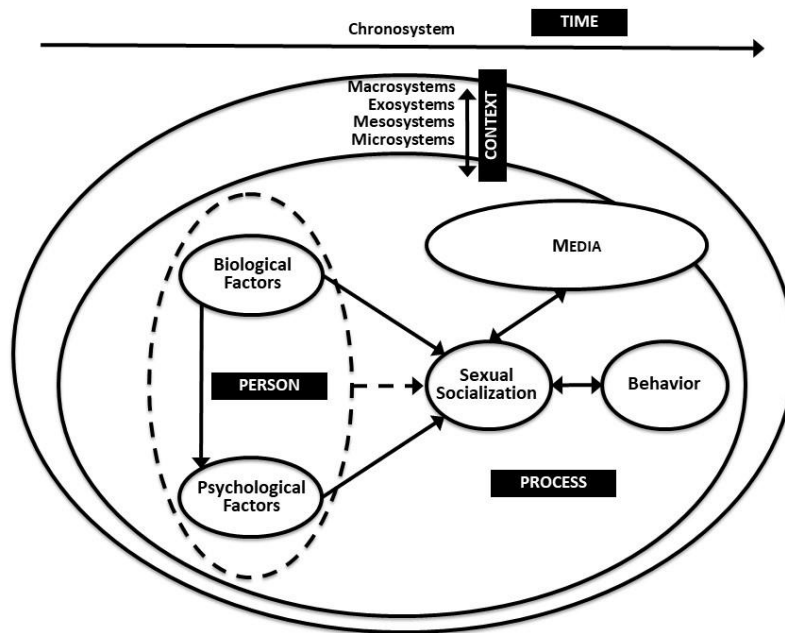 TIME
Chronosystem
Macrosystems
Exosystems
Mesosystems
Microsystems
CONTEXT
MEDIA
Biological
Factors
PERSON
Sexual
Socialization
Behavior
Psychological
Factors
PROCESS